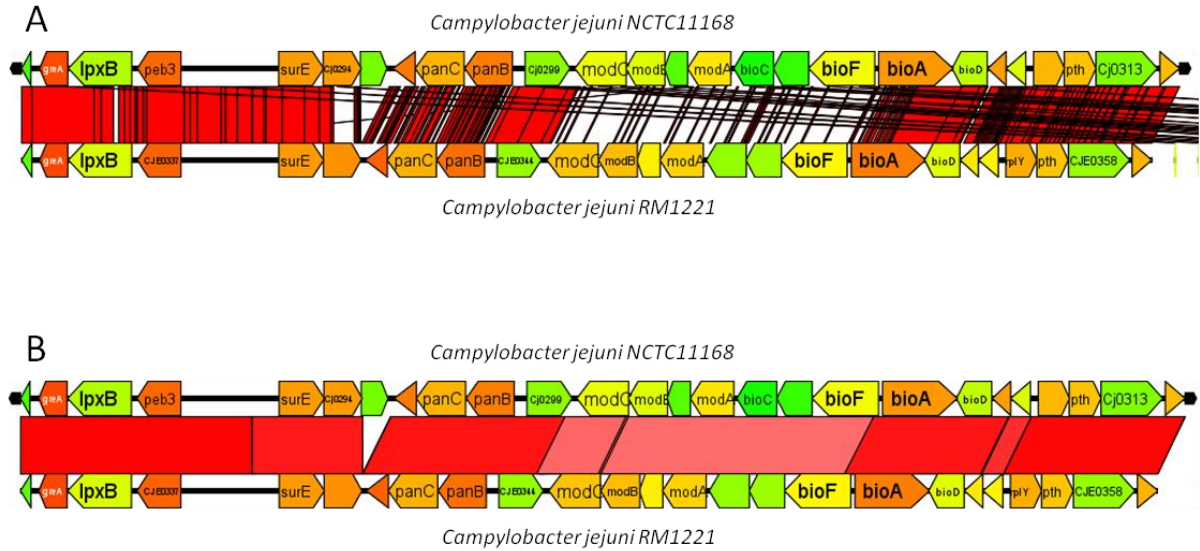 A
Campylobacter jejuni NCTC11168
greA lpxB peb3 surE Cj0294 panC panB Cj0299 modC modB modA bioC bioF bioA bioD pth Cj0313
greA lpxB CJE0337 surE panC panB CJE0344 modC modB modA bioF bioA bioD rplY pth CJE0358
Campylobacter jejuni RM1221
B
Campylobacter jejuni NCTC11168
greA lpxB peb3 surE Cj0294 panC panB Cj0299 modC modB modA bioC bioF bioA bioD pth Cj0313
greA lpxB CJE0337 surE panC panB CJE0344 modC modB modA bioF bioA bioD rplY pth CJE0358
Campylobacter jejuni RM1221